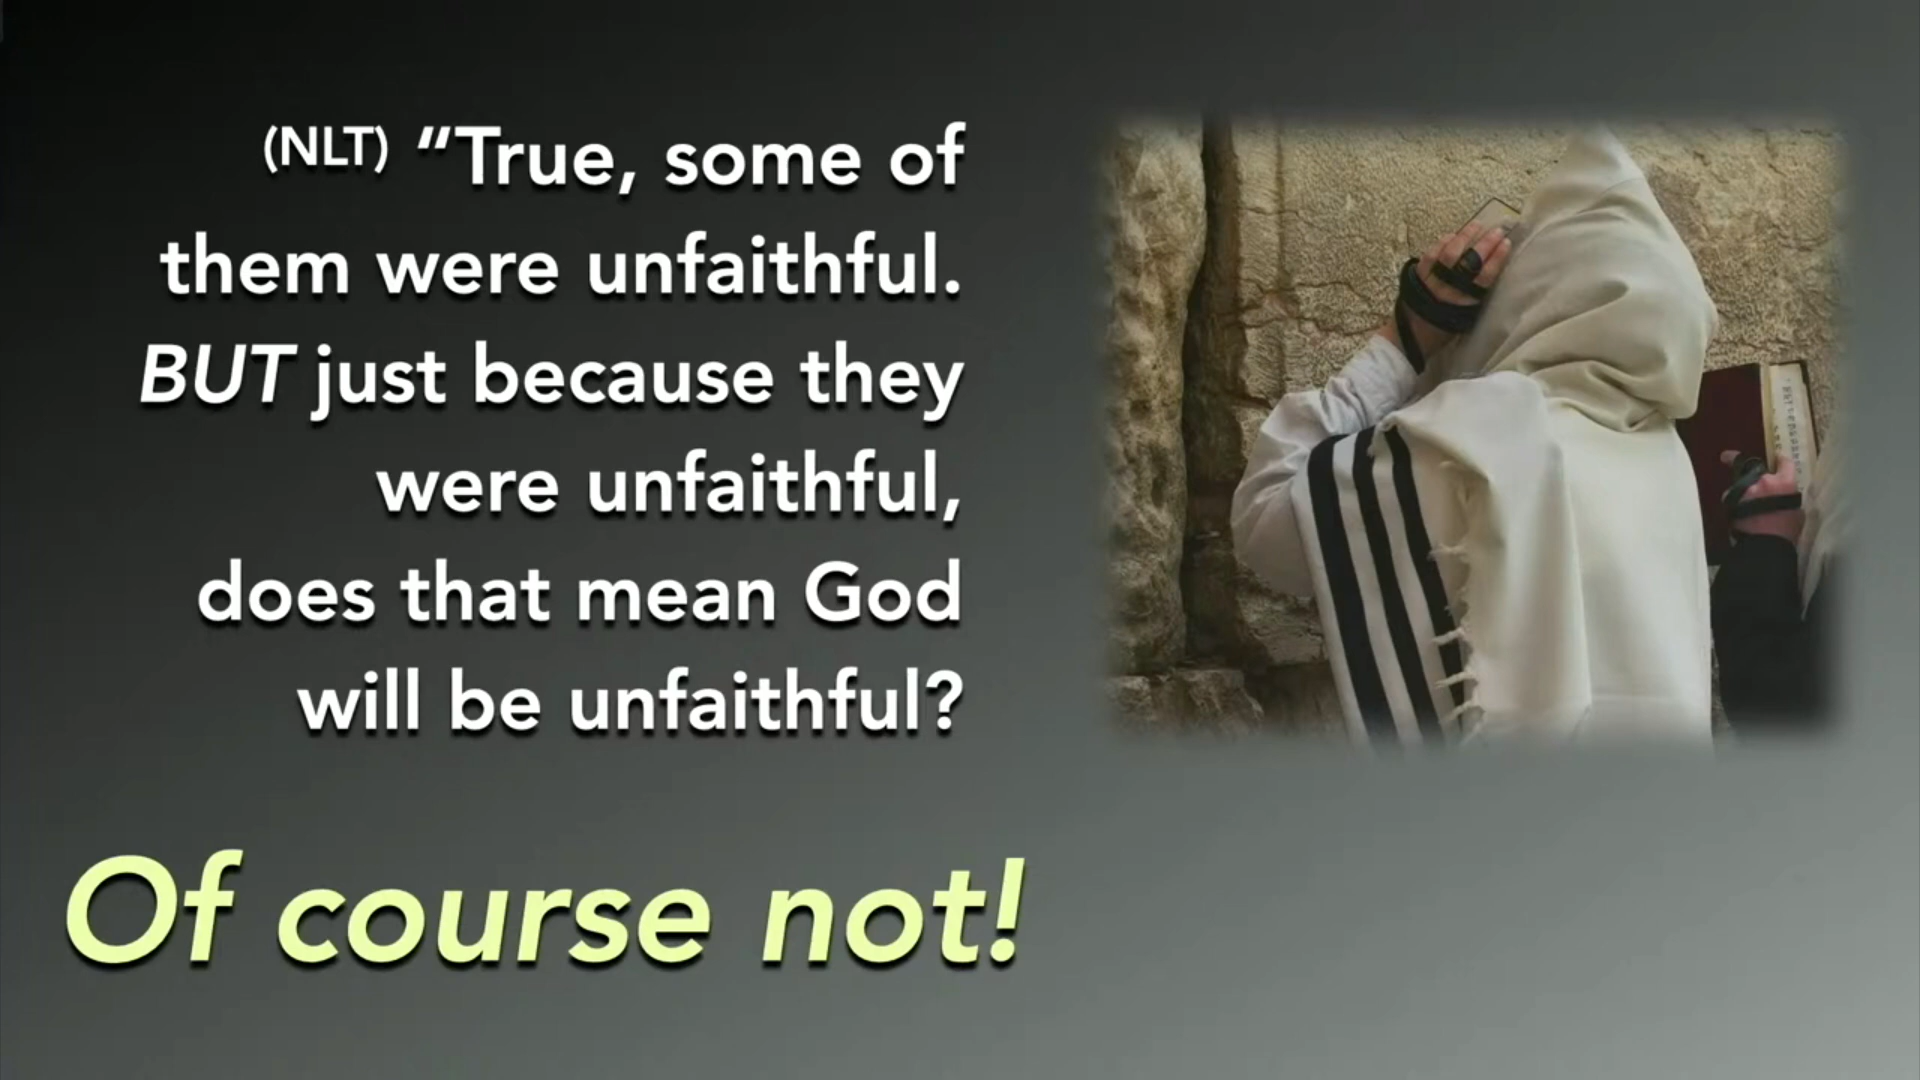 (NLT) “True, some of
them were unfaithful.
BUT just because they
were unfaithful,
does that mean God
will be unfaithful?
Of course not!